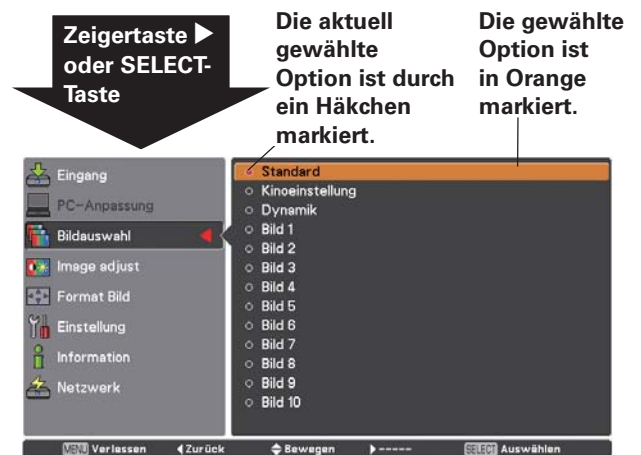 Zeigertaste ▶
oder SELECT-
Taste
Die aktuell
gewählte
Option ist durch
ein Häkchen
markiert.
Die gewählte
Option ist
in Orange
markiert.
Eingang
PC-Anpassung
Bildauswahl
Image adjust
Format Bild
Einstellung
Information
Netzwerk
Standard
Kinoeinstellung
Dynamik
Bild 1
Bild 2
Bild 3
Bild 4
Bild 5
Bild 6
Bild 7
Bild 8
Bild 9
Bild 10
MENU Verlassen ◀Zurück ◆Bewegen ▶----- SELECT Auswählen